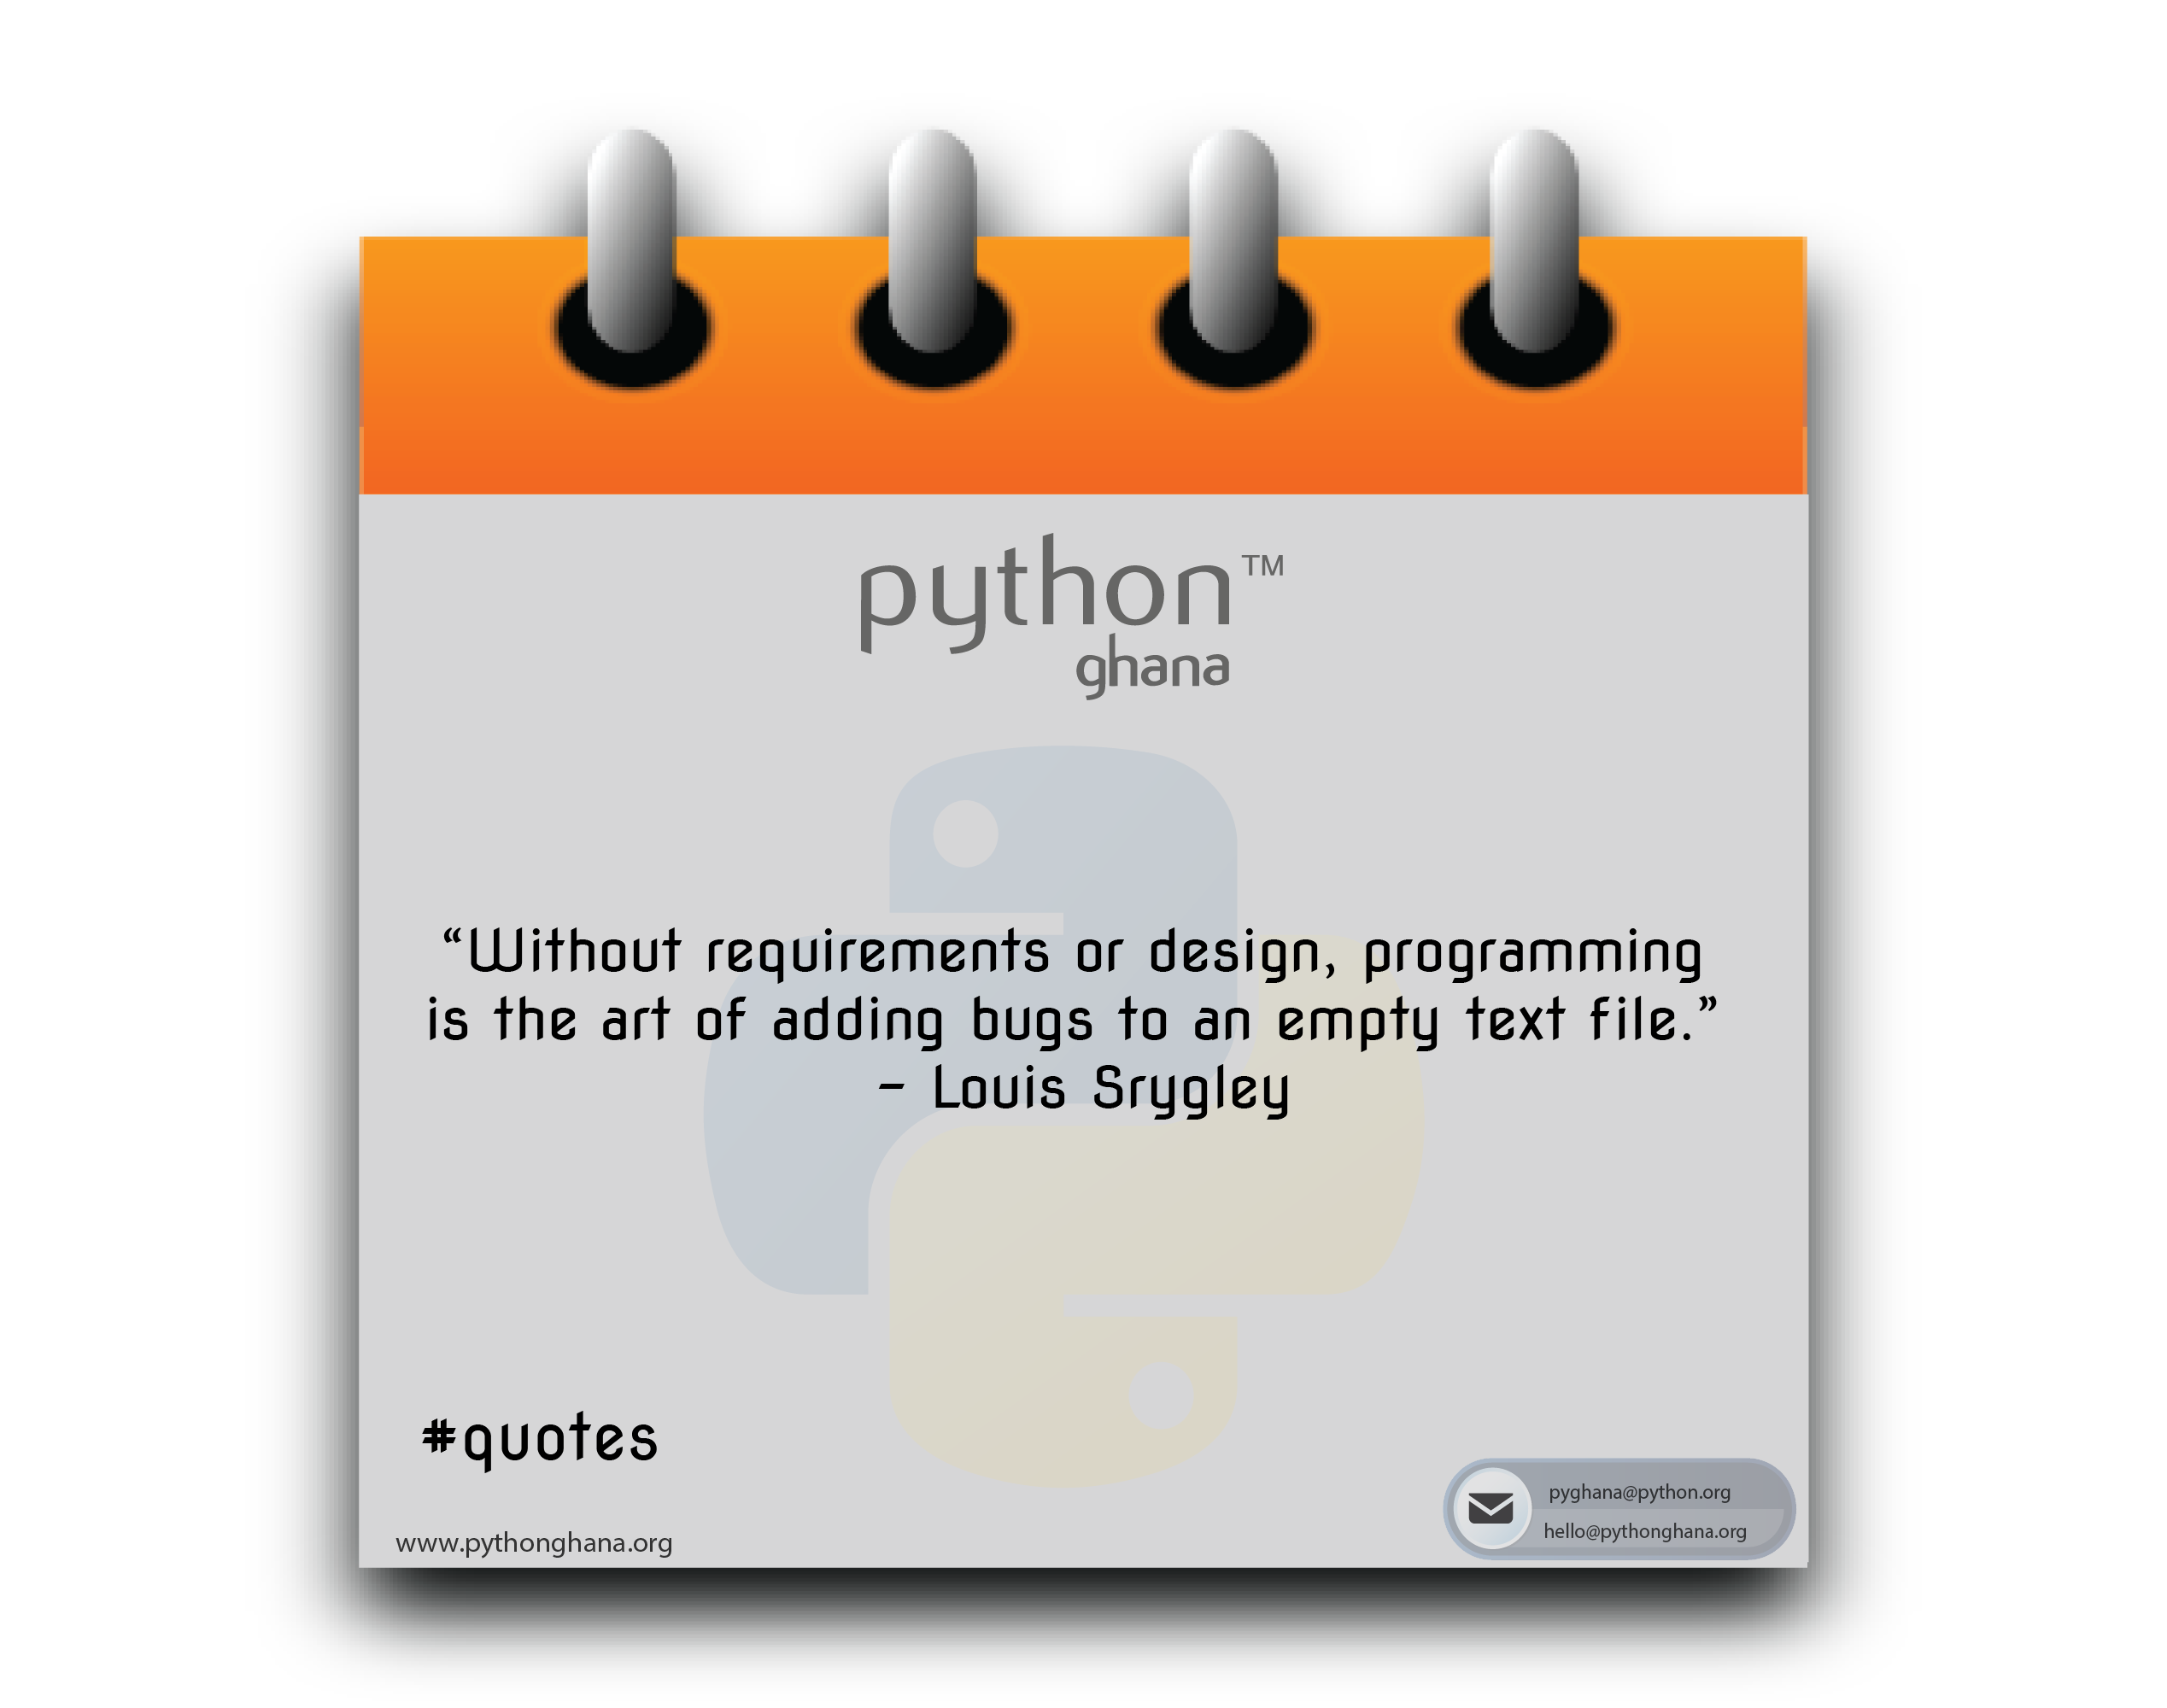 python™
ghana
“Without requirements or design, programming
is the art of adding bugs to an empty text file.”
- Louis Srygley
#quotes
www.pythonghana.org
pyghana@python.org
hello@pythonghana.org